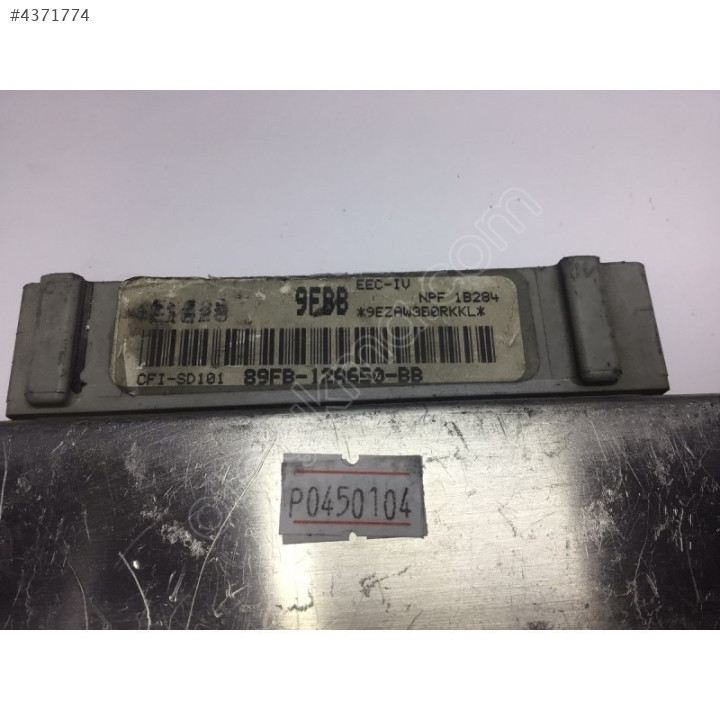 #4371774
9FBB
EEC-IV
NPF 1B284
*9EZAW3B0RKKL*
CFI-SD101 89FB-12A650-BB
P0450104